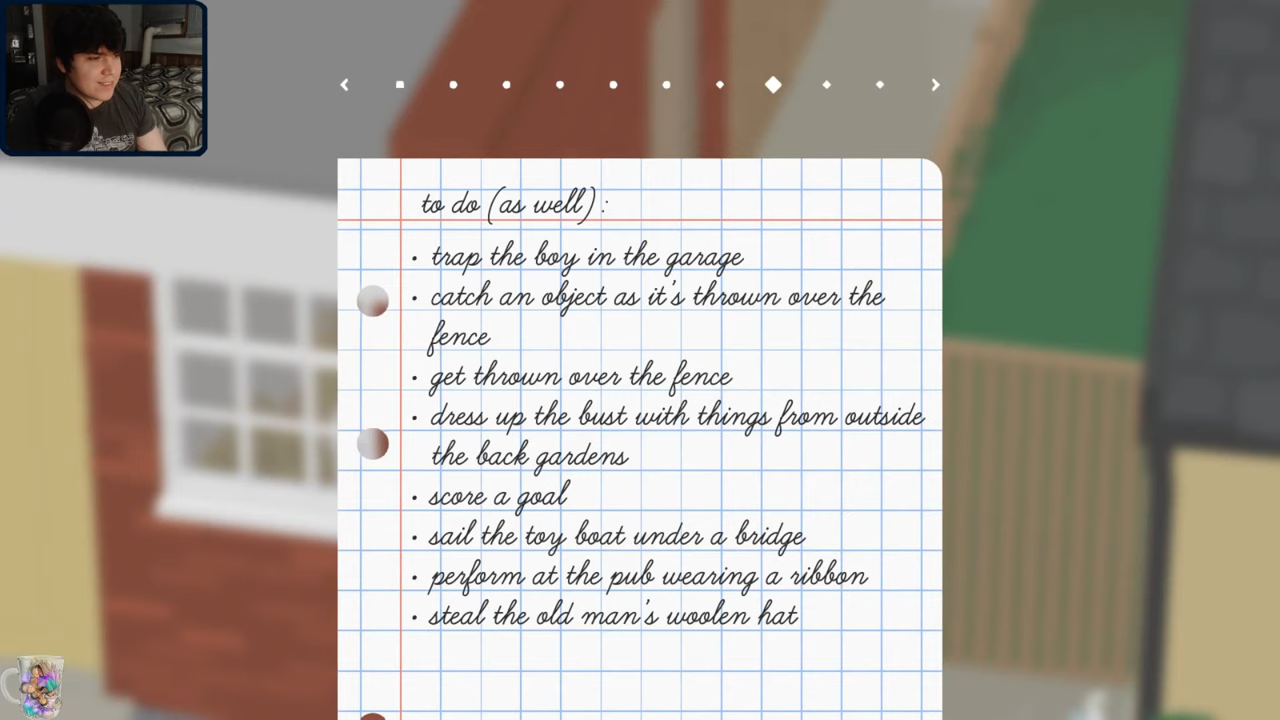 to do (as well):
• trap the boy in the garage
• catch an object as it's thrown over the
fence
• get thrown over the fence
• dress up the bust with things from outside
the back gardens
• score a goal
• sail the toy boat under a bridge
• perform at the pub wearing a ribbon
• steal the old man's woolen hat